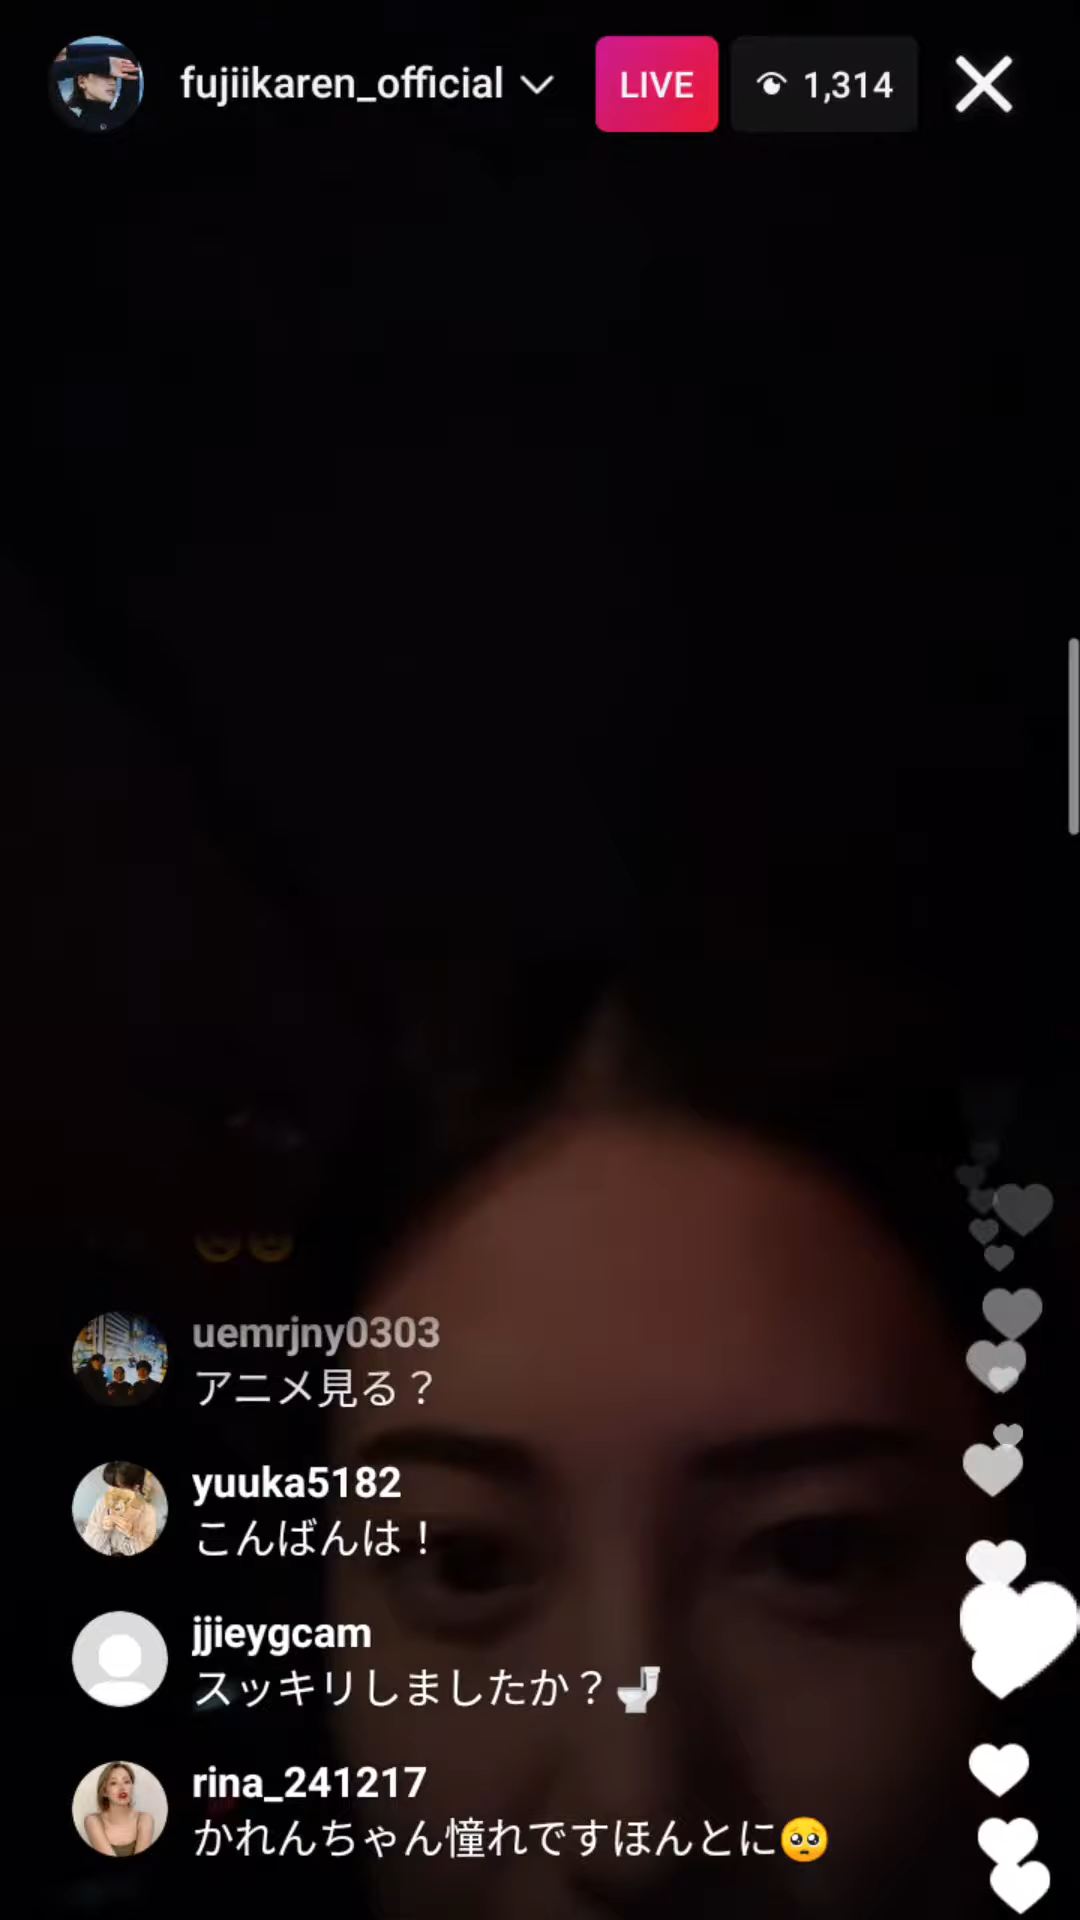 fujiikaren_official
LIVE
1,314
uemrjny0303
アニメ見る？
yuuka5182
こんばんは！
jjieygcam
スッキリしましたか？🚽
rina_241217
かれんちゃん憧れですほんとに🥺